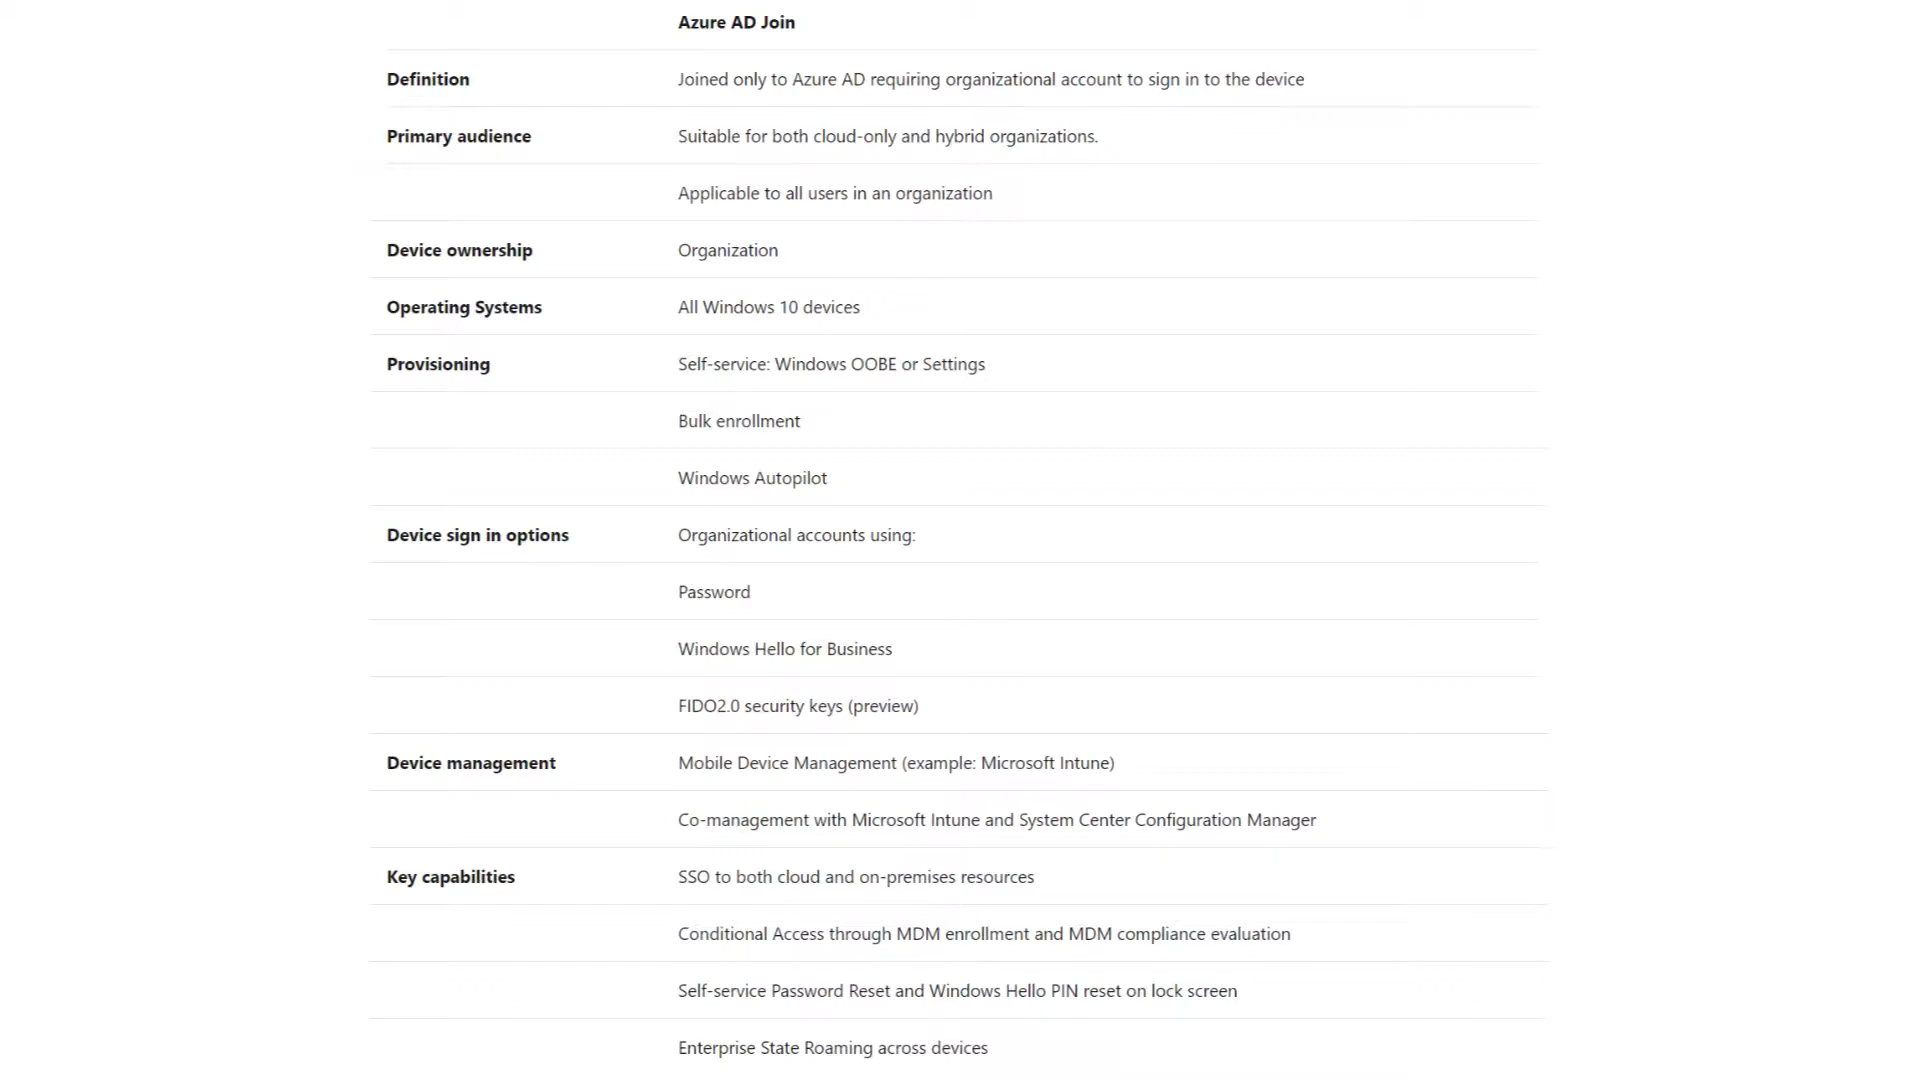 Azure AD Join
Definition Joined only to Azure AD requiring organizational account to sign in to the device
Primary audience Suitable for both cloud-only and hybrid organizations.
Applicable to all users in an organization
Device ownership Organization
Operating Systems All Windows 10 devices
Provisioning Self-service: Windows OOBE or Settings
Bulk enrollment
Windows Autopilot
Device sign in options Organizational accounts using:
Password
Windows Hello for Business
FIDO2.0 security keys (preview)
Device management Mobile Device Management (example: Microsoft Intune)
Co-management with Microsoft Intune and System Center Configuration Manager
Key capabilities SSO to both cloud and on-premises resources
Conditional Access through MDM enrollment and MDM compliance evaluation
Self-service Password Reset and Windows Hello PIN reset on lock screen
Enterprise State Roaming across devices